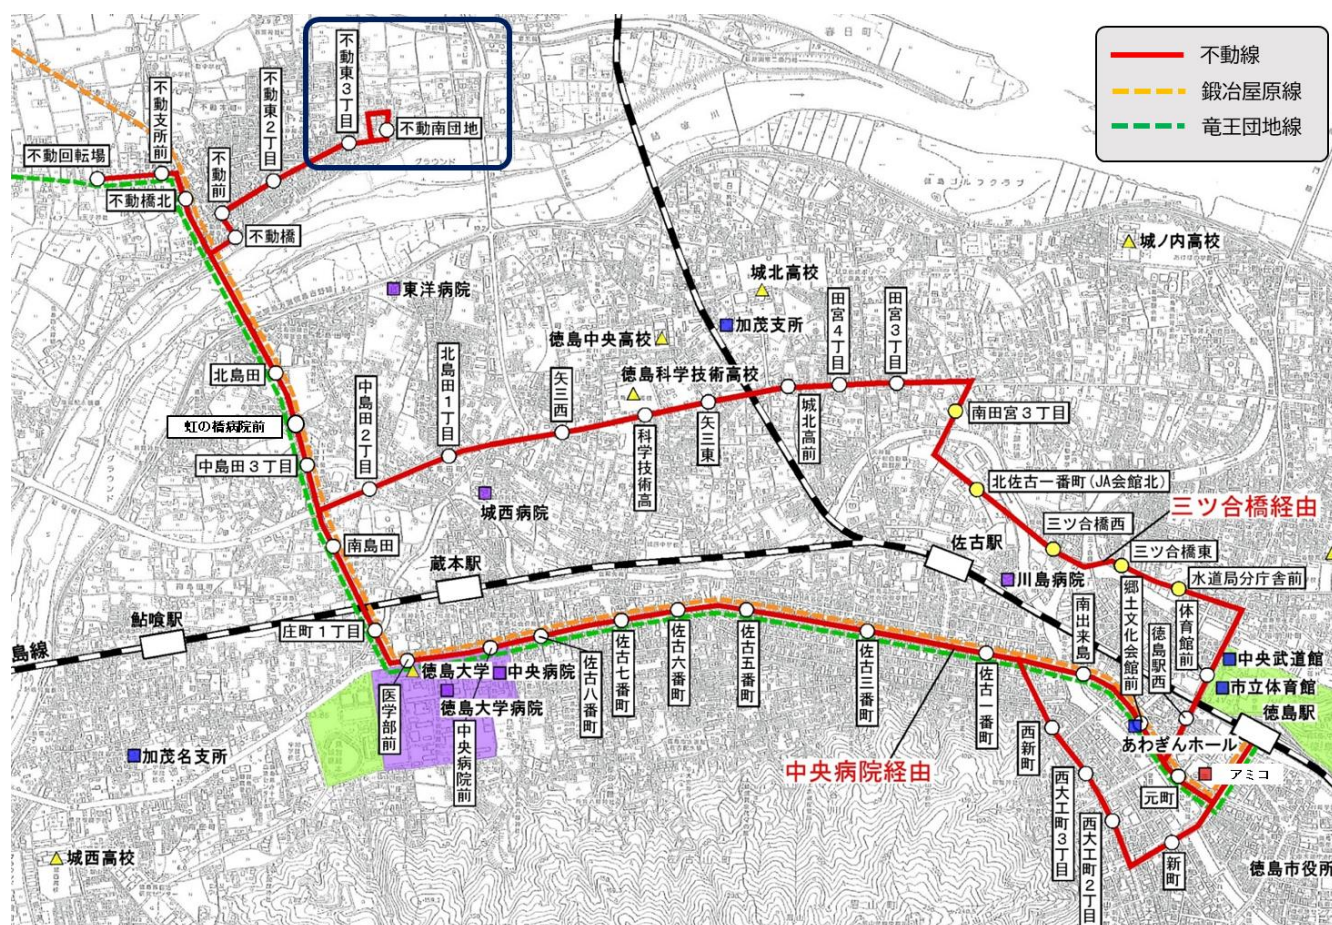 不動線
鍛冶屋原線
竜王団地線
春日町
不動東3丁目
不動南団地
不動東2丁目
不動支所前
不動回転場
不動前
不動橋北
不動橋
グラウンド
徳島ゴルフクラブ
城ノ内高校
東洋病院
城北高校
加茂支所
田宮4丁目
田宮3丁目
徳島中央高校
徳島科学技術高校
北島田
北島田1丁目
中島田2丁目
矢三西
虹の橋病院前
中島田3丁目
科学技術高
矢三東
城北高前
南田宮3丁目
北佐古一番町(JA会館北)
三ツ合橋経由
三ツ合橋西
三ツ合橋東
水道局分庁舎前
城西病院
南島田
蔵本駅
佐古駅
川島病院
鮎喰駅
島線
庄町1丁目
南出来島
郷土文化会館前
徳島駅西
体育館前
中央武道館
市立体育館
徳島駅
徳島大学
中央病院
徳島大学病院
医学部前
中央病院前
佐古八番町
佐古七番町
佐古六番町
佐古五番町
佐古三番町
佐古一番町
中央病院経由
西新町
西大工町3丁目
西大工町2丁目
新町
元町
あわぎんホール
アミコ
加茂名支所
城西高校
徳島市役所